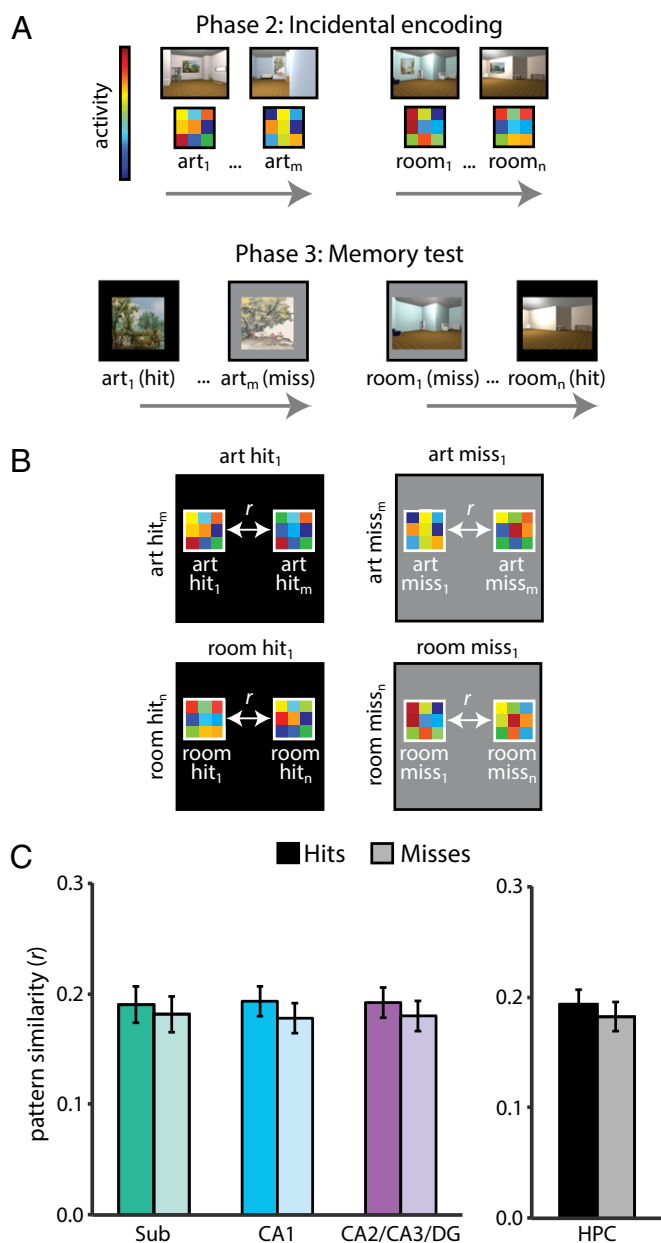 A
Phase 2: Incidental encoding
activity
art1 ... artm
room1 ... roomn
Phase 3: Memory test
art1 (hit) ... artm (miss)
room1 (miss) ... roomn (hit)
B
art hit1
art miss1
art hitm
r
art hit1
art hitm
art missm
r
art miss1
art missm
room hit1
room miss1
room hitn
r
room hit1
room hitn
room missn
r
room miss1
room missn
C
Hits
Misses
pattern similarity (r)
0.3
0.2
0.1
0.0
Sub
CA1
CA2/CA3/DG
0.3
0.2
0.1
0.0
HPC